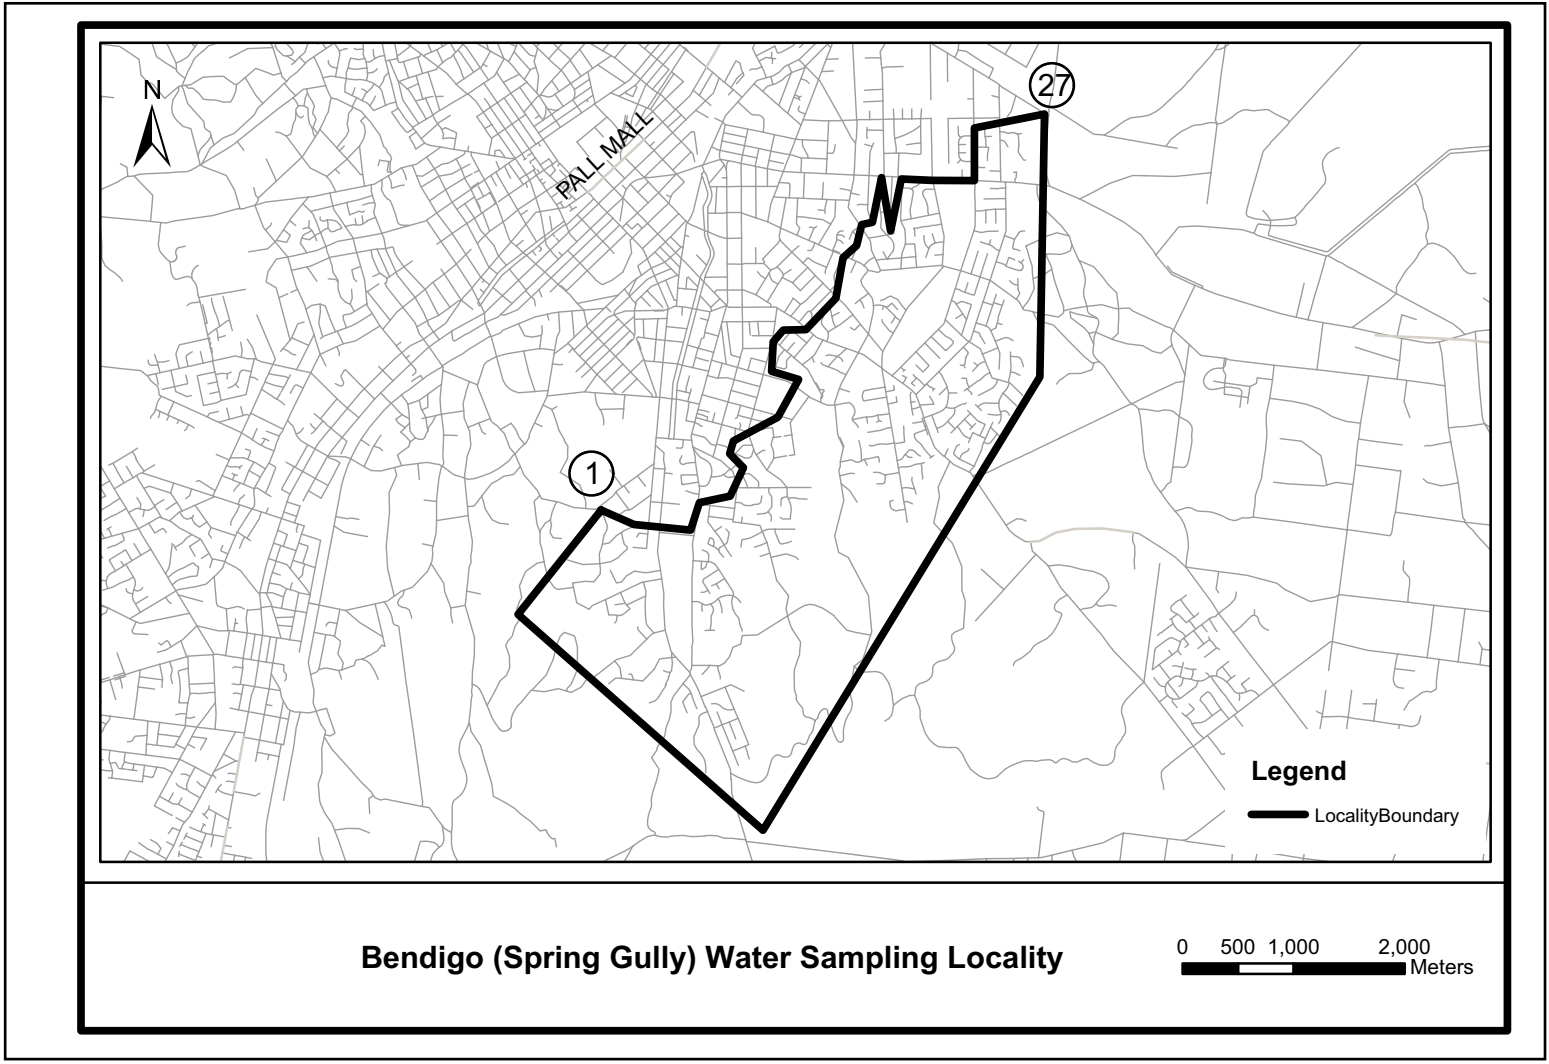 N
27
PALL MALL
1
Legend
LocalityBoundary
Bendigo (Spring Gully) Water Sampling Locality
0 500 1,000 2,000
Meters